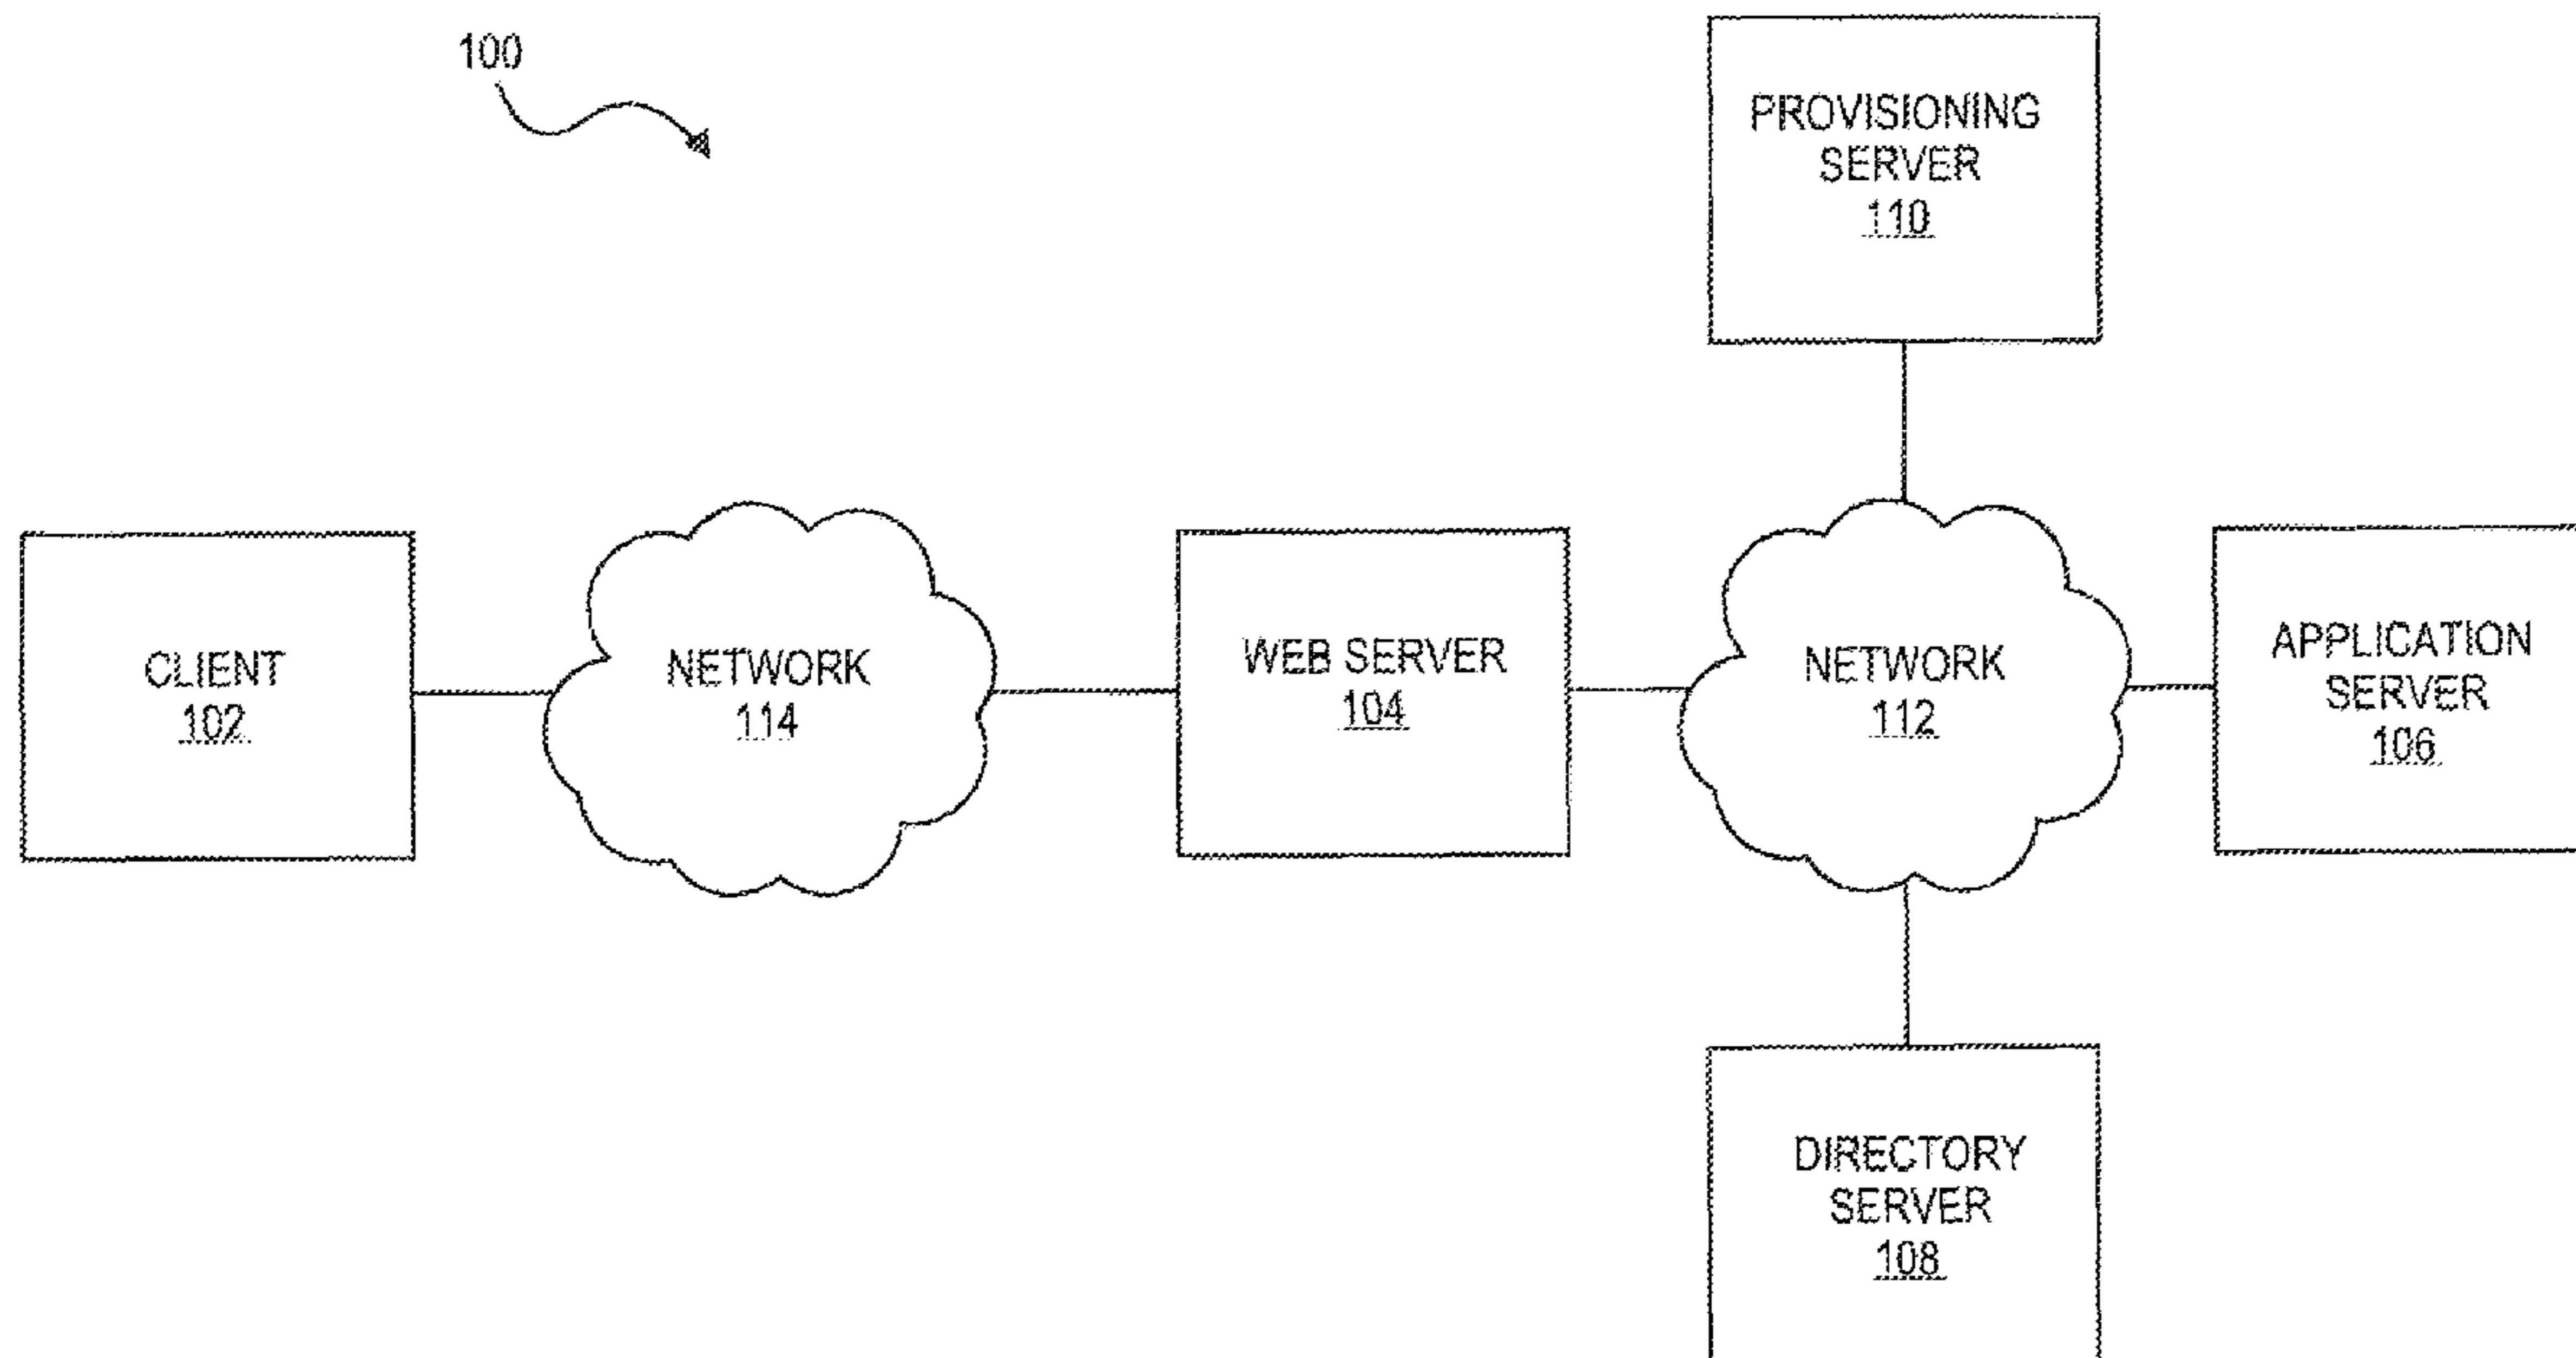 100
PROVISIONING
SERVER
110
CLIENT
102
NETWORK
114
WEB SERVER
104
NETWORK
112
APPLICATION
SERVER
106
DIRECTORY
SERVER
108